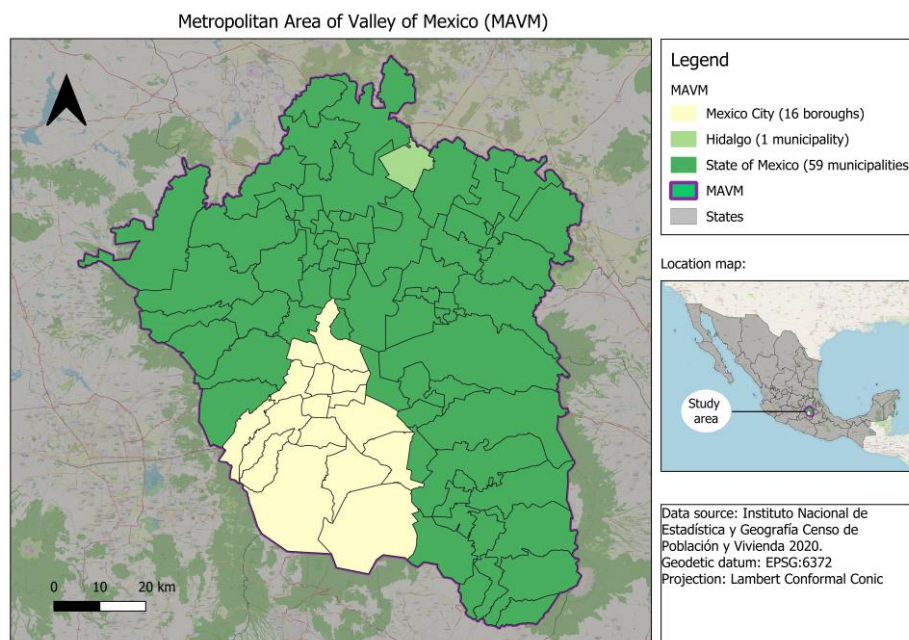 Metropolitan Area of Valley of Mexico (MAVM)
Legend
MAVM
Mexico City (16 boroughs)
Hidalgo (1 municipality)
State of Mexico (59 municipalities)
MAVM
States
Location map:
Study
area
Data source: Instituto Nacional de
Estadística y Geografía Censo de
Población y Vivienda 2020.
Geodetic datum: EPSG:6372
Projection: Lambert Conformal Conic
0 10 20 km